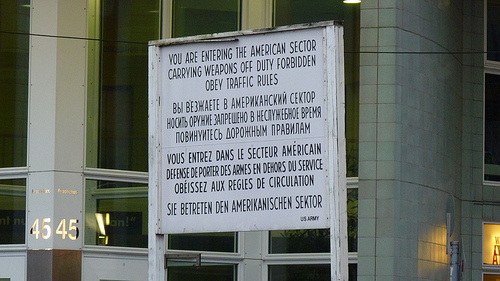 YOU ARE ENTERING THE AMERICAN SECTOR
CARRYING WEAPONS OFF DUTY FORBIDDEN
OBEY TRAFFIC RULES
ВЫ ВЕЗЖАЕТЕ В АМЕРИКАНСКИЙ СЕКТОР
НОСИТЬ ОРУЖИЕ ЗАПРЕЩЕНО В НЕСЛУЖЕБНОЕ ВРЕМЯ
ПОВИНУЙТЕСЬ ДОРОЖНЫМ ПРАВИЛАМ
VOUS ENTREZ DANS LE SECTEUR AMÉRICAIN
DEFENSE DE PORTER DES ARMES EN DEHORS DU SERVICE
OBÉISSEZ AUX REGLES DE CIRCULATION
SIE BETRETEN DEN AMERIKANISCHEN SEKTOR
US ARMY
45 45